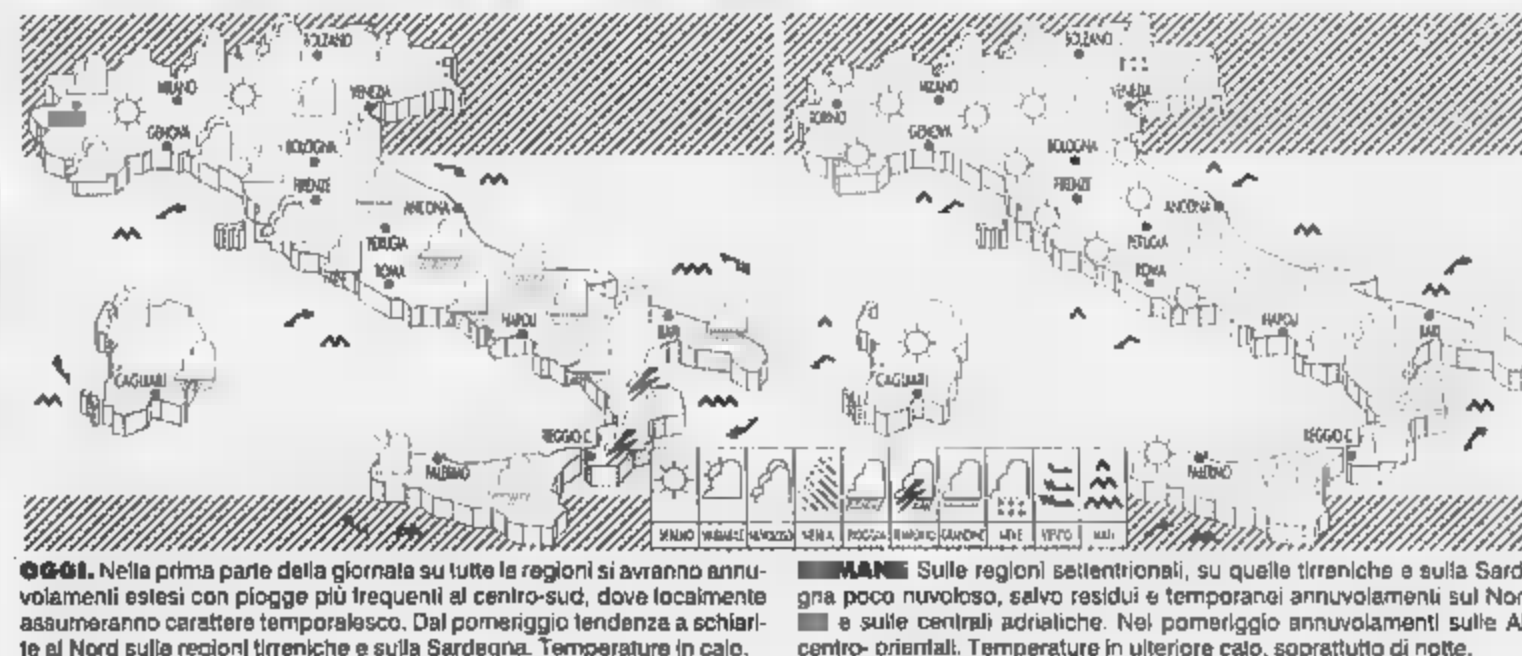 BOLZANO
MILANO
VENEZIA
GENOVA
BOLOGNA
FIRENZE
ANCONA
PERUGIA
ROMA
NAPOLI
BARI
CAGLIARI
REGGIO C.
PALERMO
BOLZANO
MILANO
VENEZIA
TORINO
GENOVA
BOLOGNA
FIRENZE
ANCONA
PERUGIA
ROMA
NAPOLI
BARI
CAGLIARI
REGGIO C.
PALERMO
SERENO VARIABILE NUVOLOSO NEBBIA PIOGGIA TEMPORALE GRANDINE NEVE VENTO MARI
OGGI. Nella prima parte della giornata su tutte le regioni si avranno annu-
volamenti estesi con piogge più frequenti al centro-sud, dove localmente
assumeranno carattere temporalesco. Dal pomeriggio tendenza a schiari-
te al Nord sulle regioni tirreniche e sulla Sardegna. Temperature in calo.
MANI Sulle regioni settentrionali, su quelle tirreniche e sulla Sard
gna poco nuvoloso, salvo residui e temporanei annuvolamenti sul Nor
e sulle centrali adriatiche. Nel pomeriggio annuvolamenti sulle Al
centro- orientali. Temperature in ulteriore calo, soprattutto di notte.